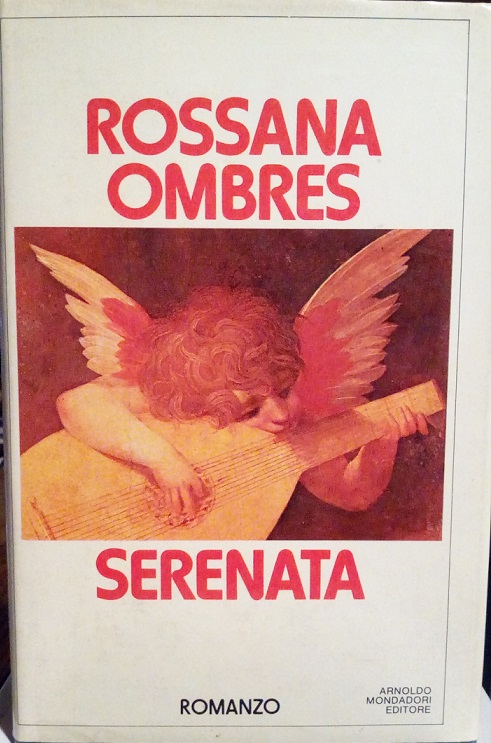 ROSSANA
OMBRES
SERENATA
ROMANZO
ARNOLDO
MONDADORI
EDITORE